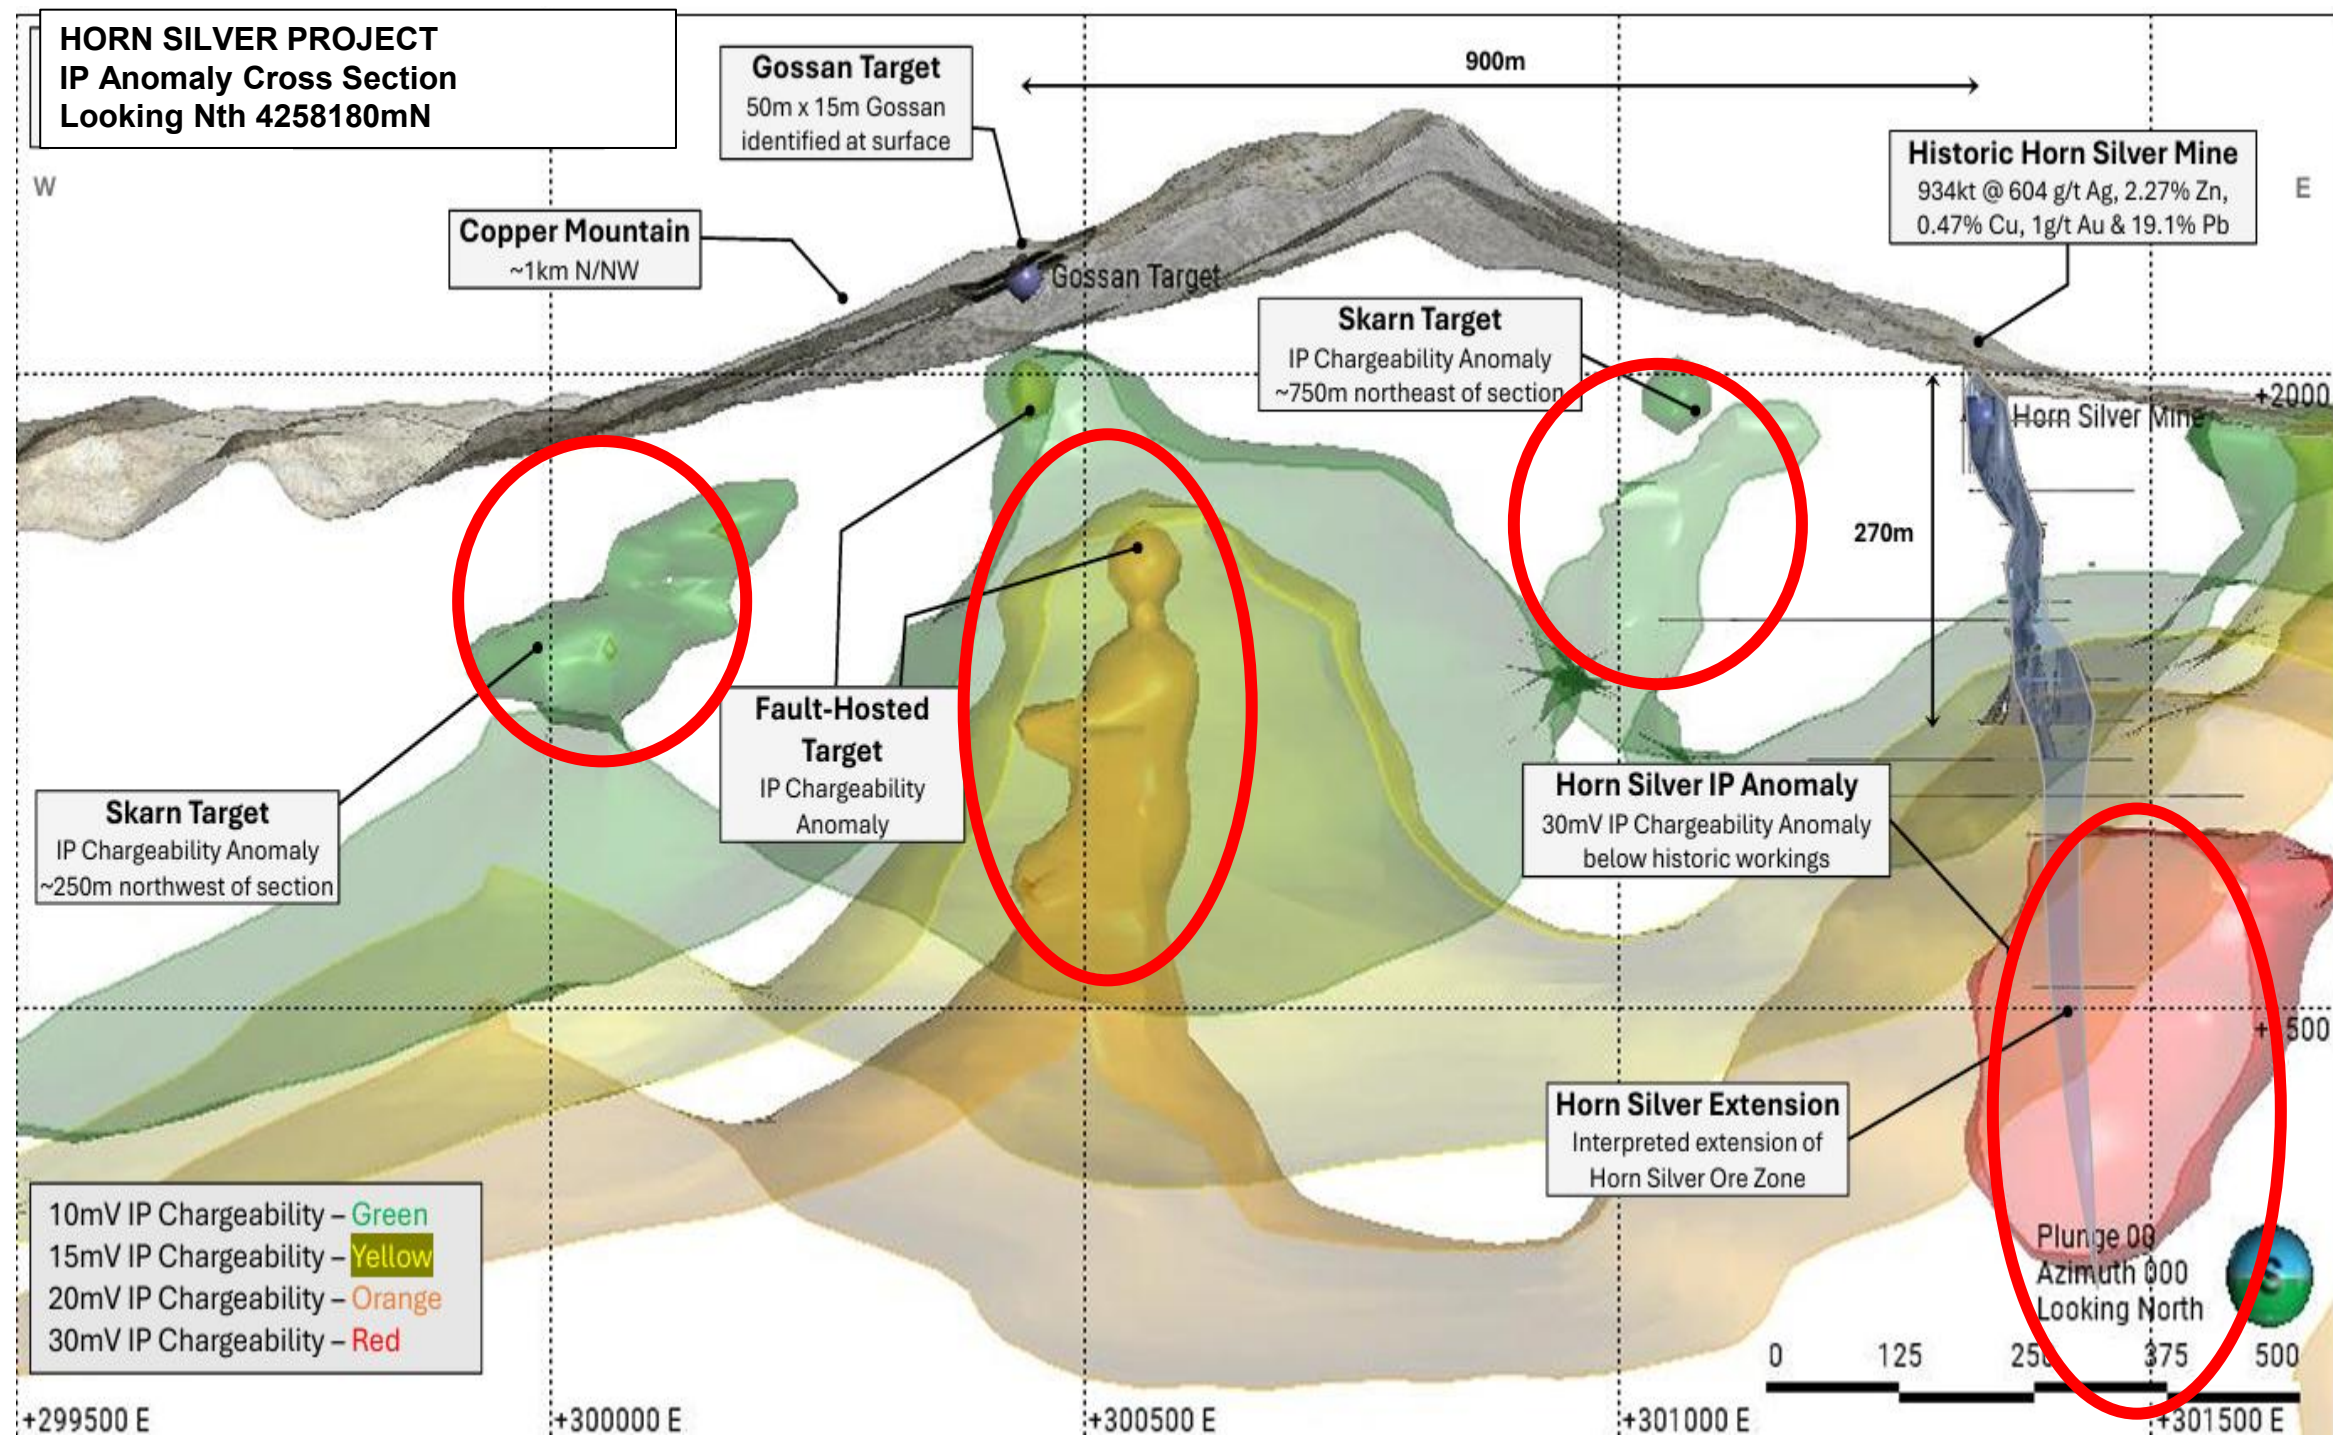 HORN SILVER PROJECT
IP Anomaly Cross Section
Looking Nth 4258180mN
W
E
Gossan Target
50m x 15m Gossan
identified at surface
900m
Historic Horn Silver Mine
934kt @ 604 g/t Ag, 2.27% Zn,
0.47% Cu, 1g/t Au & 19.1% Pb
Copper Mountain
~1km N/NW
Gossan Target
Skarn Target
IP Chargeability Anomaly
~750m northeast of section
+2000
Horn Silver Mine
270m
Fault-Hosted
Target
IP Chargeability
Anomaly
Skarn Target
IP Chargeability Anomaly
~250m northwest of section
Horn Silver IP Anomaly
30mV IP Chargeability Anomaly
below historic workings
Horn Silver Extension
Interpreted extension of
Horn Silver Ore Zone
10mV IP Chargeability – Green
15mV IP Chargeability – Yellow
20mV IP Chargeability – Orange
30mV IP Chargeability – Red
Plunge 00
Azimuth 000
Looking North
S
0 125 250 375 500
+299500 E +300000 E +300500 E +301000 E +301500 E